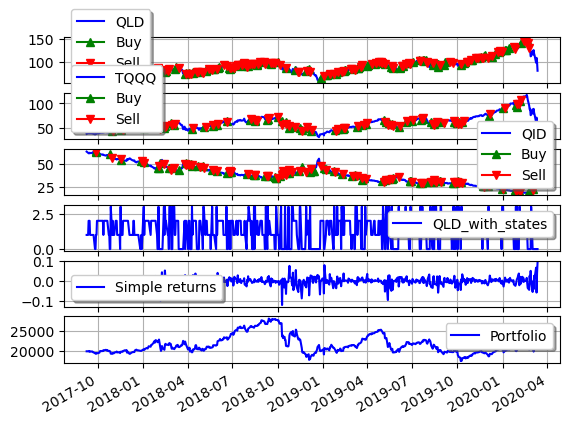 QLD
Buy
Sell
150
100
TQQQ
Buy
Sell
100
50
QID
Buy
Sell
50
25
QLD_with_states
2.5
0.0
Simple returns
0.1
0.0
−0.1
Portfolio
25000
20000
2017-10
2018-01
2018-04
2018-07
2018-10
2019-01
2019-04
2019-07
2019-10
2020-01
2020-04